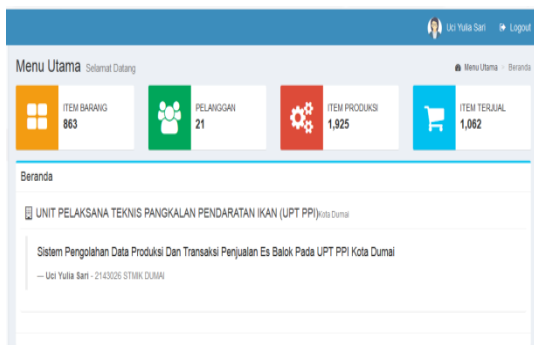 Uci Yulia Sari Logout
Menu Utama Selamat Datang
Menu Utama > Beranda
ITEM BARANG
863
PELANGGAN
21
ITEM PRODUKSI
1,925
ITEM TERJUAL
1,062
Beranda
UNIT PELAKSANA TEKNIS PANGKALAN PENDARATAN IKAN (UPT PPI)Kota Dumai
Sistem Pengolahan Data Produksi Dan Transaksi Penjualan Es Balok Pada UPT PPI Kota Dumai
— Uci Yulia Sari - 2143026 STMIK DUMAI